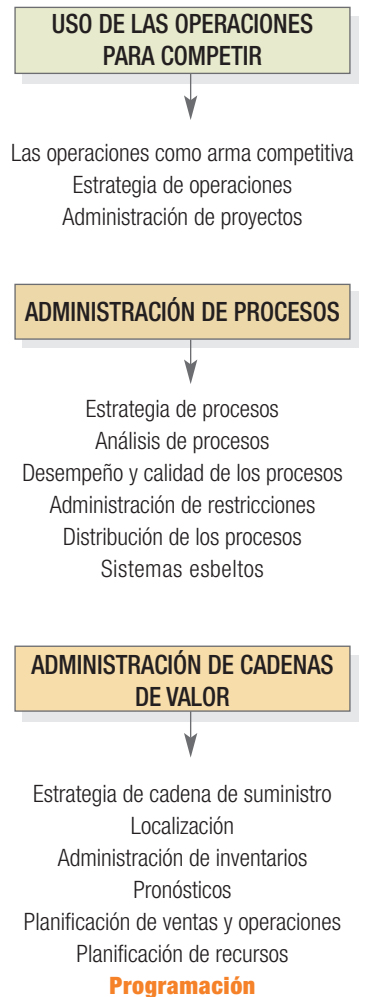 USO DE LAS OPERACIONES
PARA COMPETIR
Las operaciones como arma competitiva
Estrategia de operaciones
Administración de proyectos
ADMINISTRACIÓN DE PROCESOS
Estrategia de procesos
Análisis de procesos
Desempeño y calidad de los procesos
Administración de restricciones
Distribución de los procesos
Sistemas esbeltos
ADMINISTRACIÓN DE CADENAS
DE VALOR
Estrategia de cadena de suministro
Localización
Administración de inventarios
Pronósticos
Planificación de ventas y operaciones
Planificación de recursos
Programación